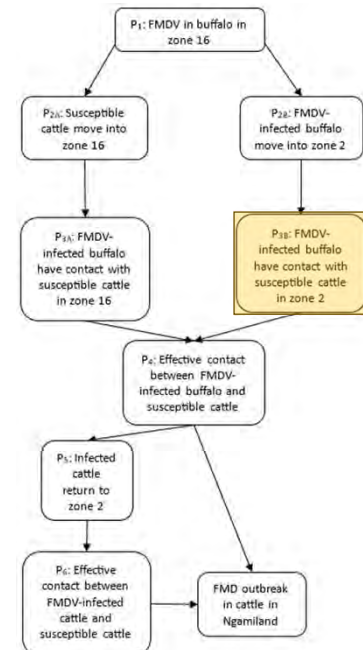 P₁: FMDV in buffalo in
zone 16
P₂ₐ: Susceptible
cattle move into
zone 16
P₂B: FMDV-
infected buffalo
move into zone 2
P₃ₐ: FMDV-
infected buffalo
have contact with
susceptible cattle
in zone 16
P₃B: FMDV-
infected buffalo
have contact with
susceptible cattle
in zone 2
P₄: Effective contact
between FMDV-
infected buffalo and
susceptible cattle
P₅: Infected
cattle
return to
zone 2
P₆: Effective
contact between
FMDV-infected
cattle and
susceptible cattle
FMD outbreak
in cattle in
Ngamiland